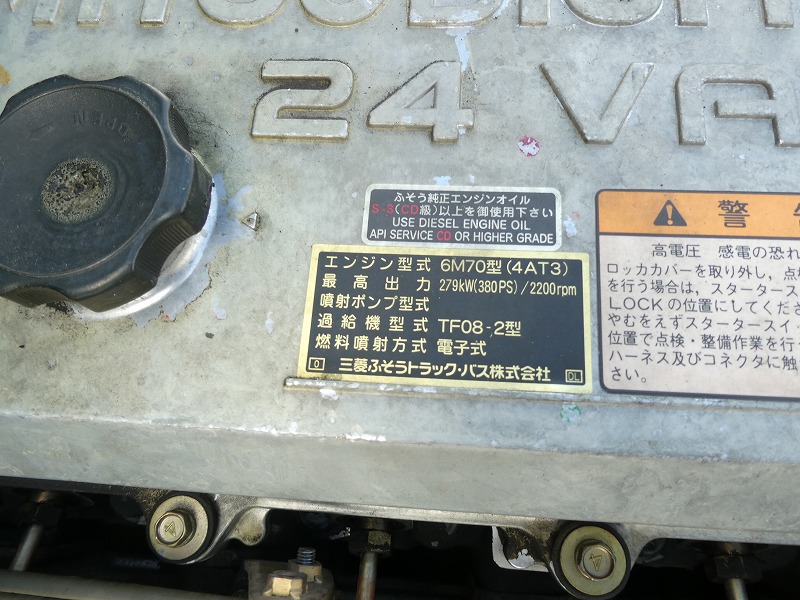 MITSUBISHI
24 VA
OPEN
ふそう純正エンジンオイル
S-3(CD級)以上を御使用下さい
USE DIESEL ENGINE OIL
API SERVICE CD OR HIGHER GRADE
エンジン型式 6M70型(4AT3)
最高出力 279kW(380PS)/2200rpm
噴射ポンプ型式
過給機型式 TF08-2型
燃料噴射方式 電子式
0 三菱ふそうトラック・バス株式会社 DL
警
高電圧 感電の恐れ
ロッカカバーを取り外し,点
を行う場合は,スタータース
LOCKの位置にしてくださ
やむをえずスタータースイ
位置で点検・整備作業を行
ハーネス及びコネクタに触
さい。
4
4